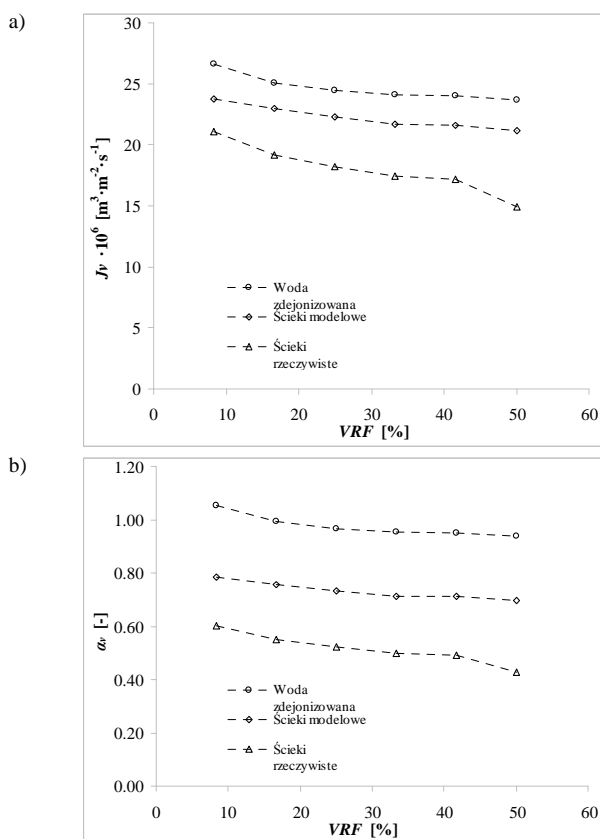 a)
30
25
20
15
10
5
0
Jv ·10⁶ [m³·m⁻²·s⁻¹]
Woda
zdejonizowana
Ścieki modelowe
Ścieki
rzeczywiste
0 10 20 30 40 50 60
VRF [%]
b)
1.20
1.00
0.80
0.60
0.40
0.20
0.00
αv [-]
Woda
zdejonizowana
Ścieki modelowe
Ścieki
rzeczywiste
0 10 20 30 40 50 60
VRF [%]